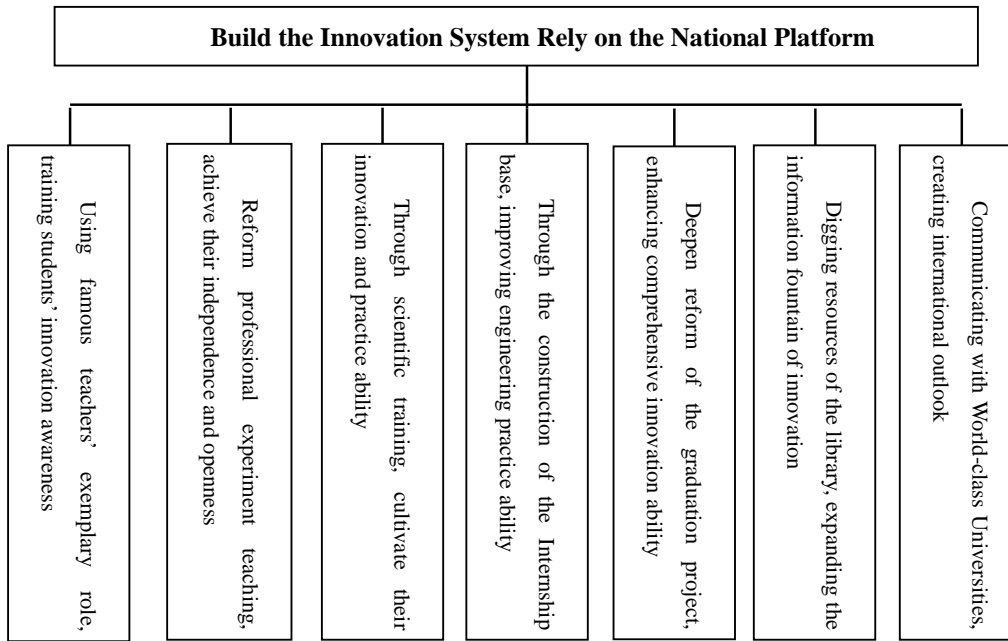 Build the Innovation System Rely on the National Platform
Using famous teachers’ exemplary role,
training students’ innovation awareness
Reform professional experiment teaching,
achieve their independence and openness
Through scientific training, cultivate their
innovation and practice ability
Through the construction of the Internship
base, improving engineering practice ability
Deepen reform of the graduation project,
enhancing comprehensive innovation ability
Digging resources of the library, expanding the
information fountain of innovation
Communicating with World-class Universities,
creating international outlook